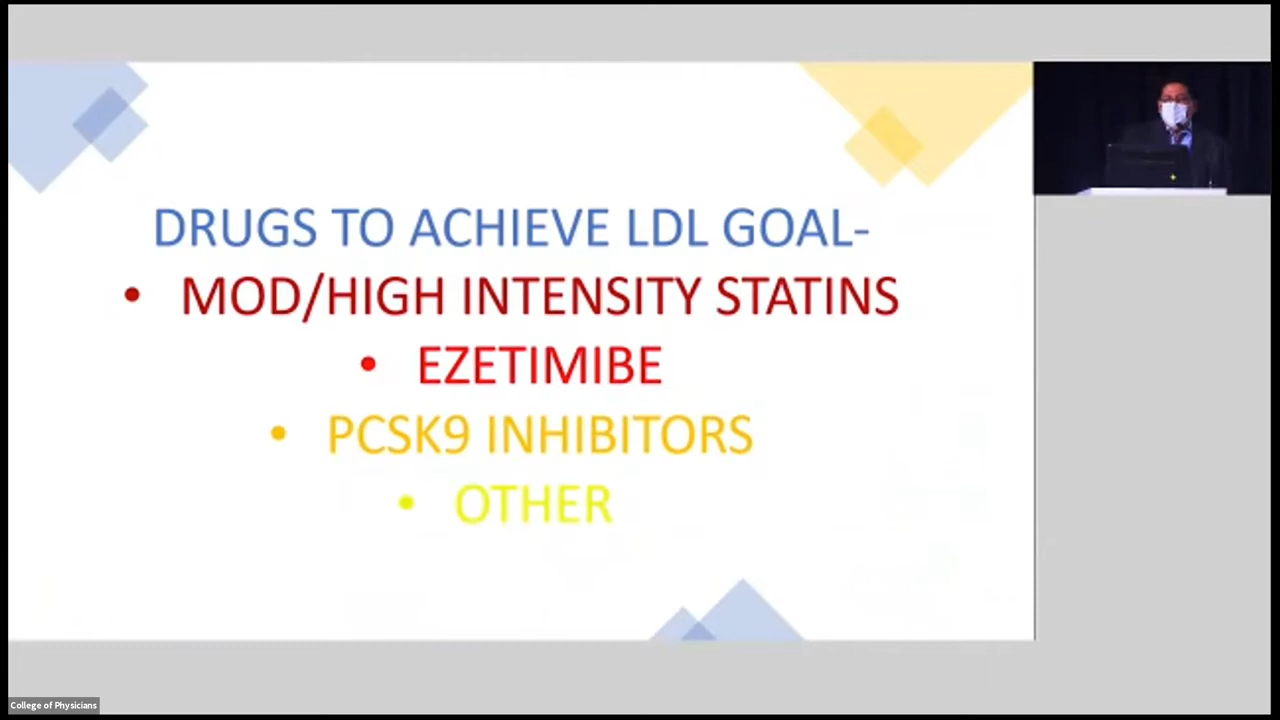 DRUGS TO ACHIEVE LDL GOAL-
• MOD/HIGH INTENSITY STATINS
• EZETIMIBE
• PCSK9 INHIBITORS
• OTHER
College of Physicians